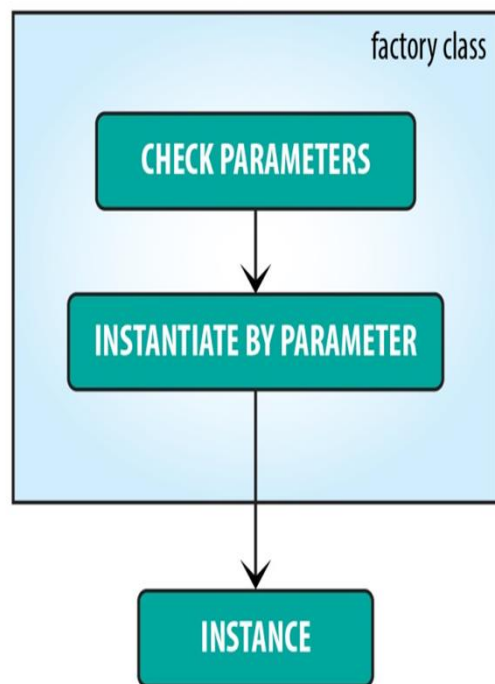 factory class
CHECK PARAMETERS
INSTANTIATE BY PARAMETER
INSTANCE